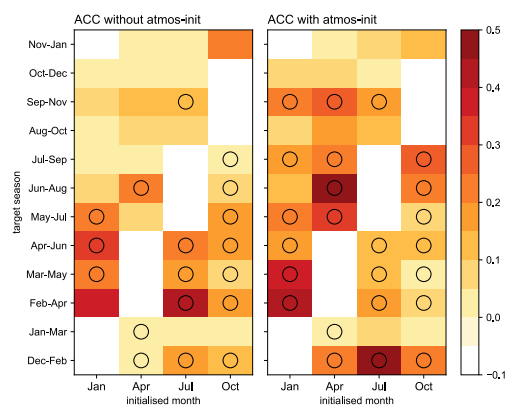 ACC without atmos-init
ACC with atmos-init
target season
Nov-Jan
Oct-Dec
Sep-Nov
Aug-Oct
Jul-Sep
Jun-Aug
May-Jul
Apr-Jun
Mar-May
Feb-Apr
Jan-Mar
Dec-Feb
Jan Apr Jul Oct
initialised month
Jan Apr Jul Oct
initialised month
0.5
0.4
0.3
0.2
0.1
0.0
−0.1